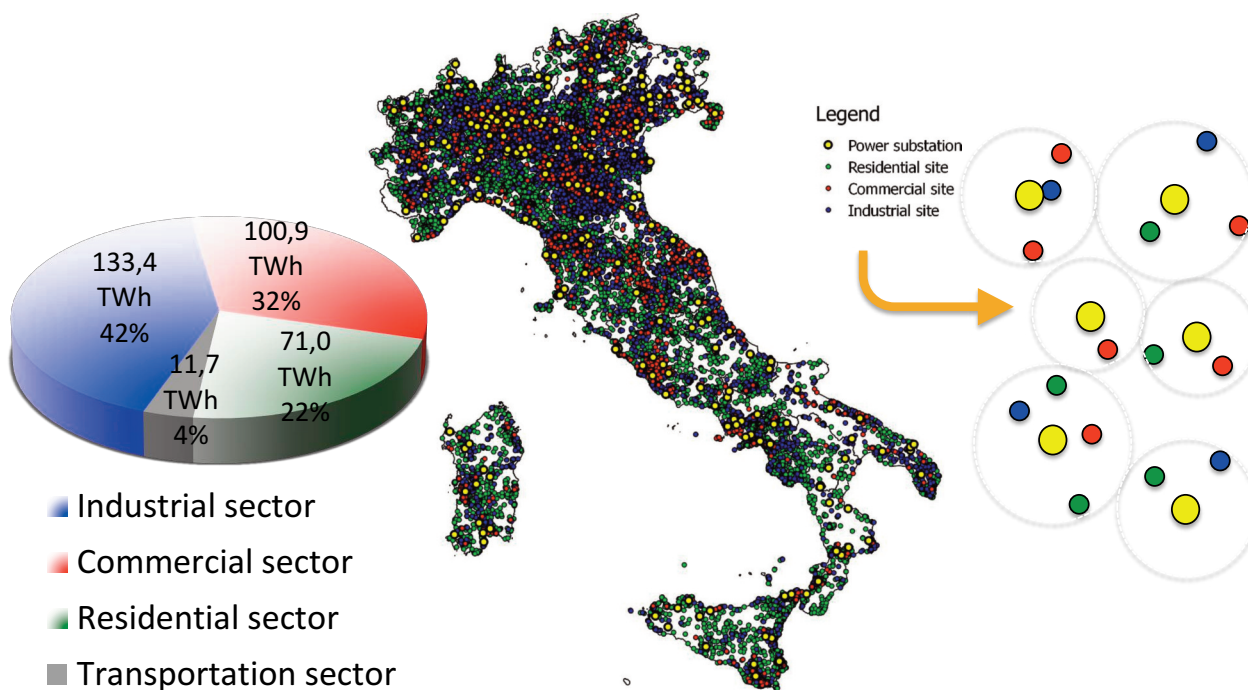 133,4
TWh
42%
100,9
TWh
32%
71,0
TWh
22%
11,7
TWh
4%
Industrial sector
Commercial sector
Residential sector
Transportation sector
Legend
Power substation
Residential site
Commercial site
Industrial site